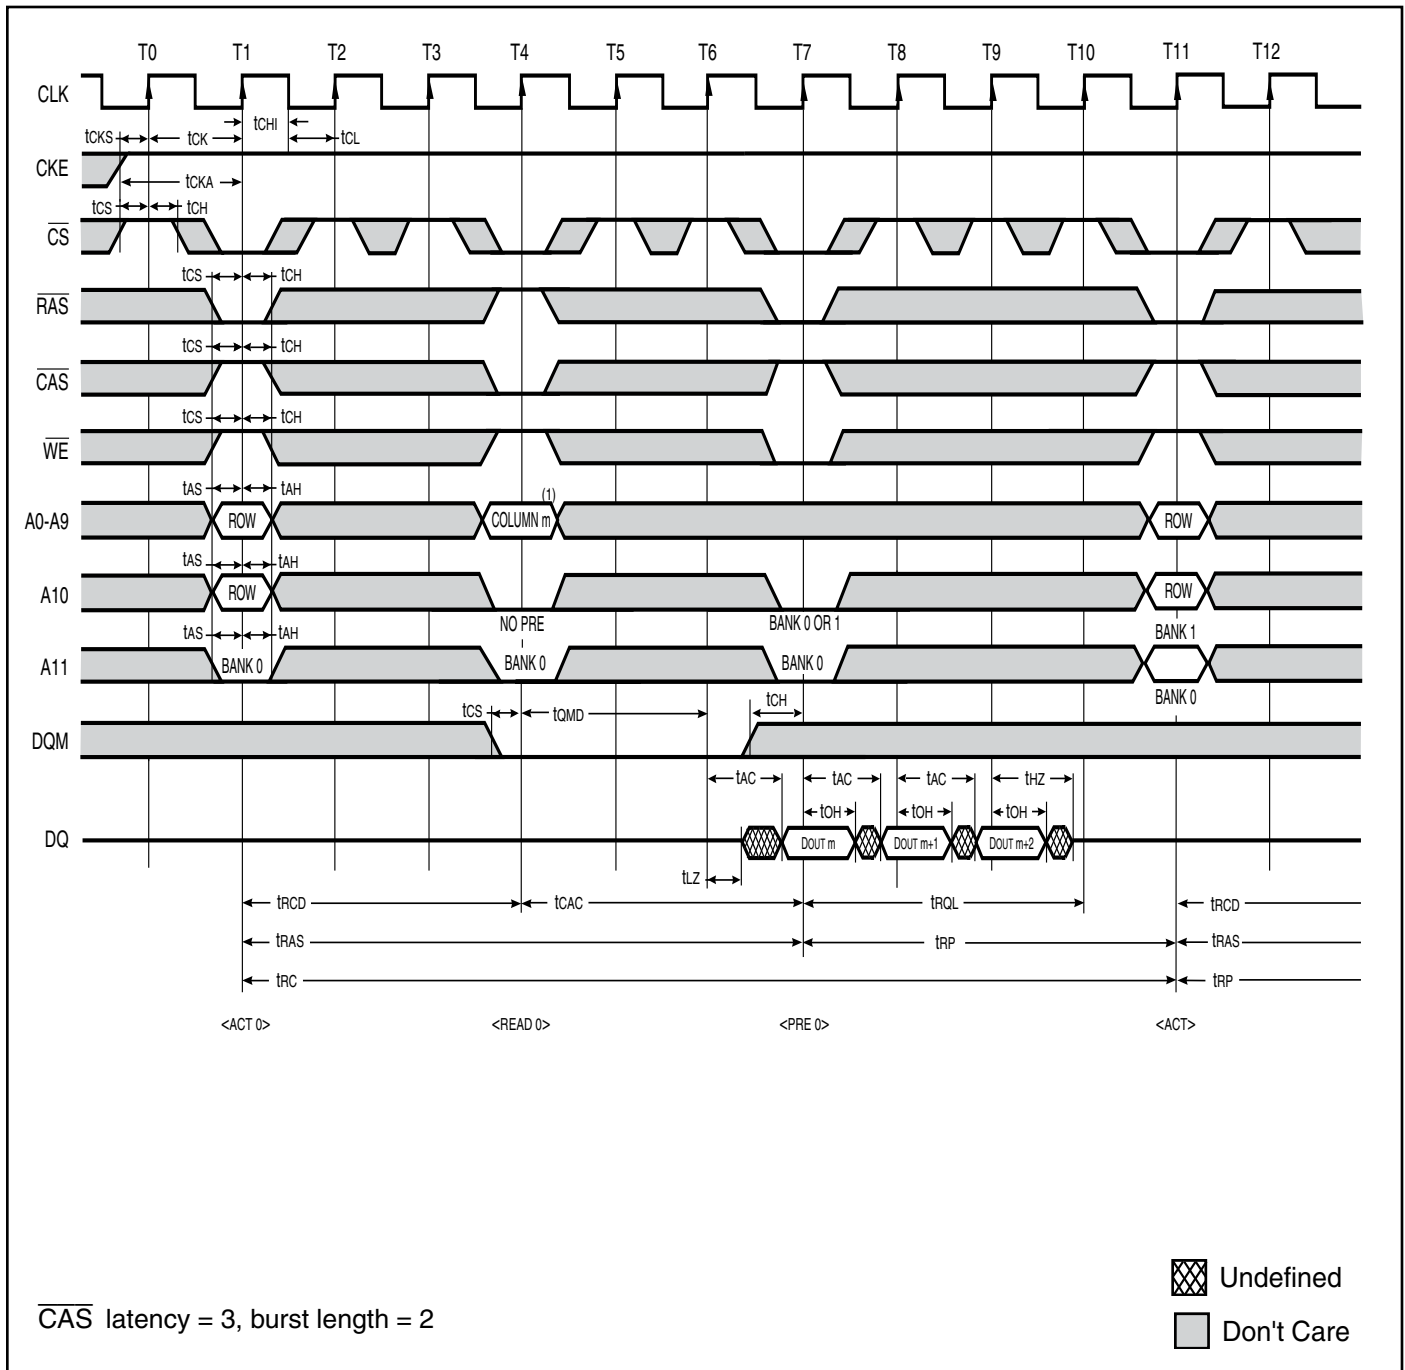 T0 T1 T2 T3 T4 T5 T6 T7 T8 T9 T10 T11 T12
CLK
tCHI
tCKS tCK tCL
CKE
tCKA
tCS tCH
CS
tCS tCH
RAS
tCS tCH
CAS
tCS tCH
WE
tAS tAH
(1)
A0-A9 ROW COLUMN m ROW
tAS tAH
A10 ROW ROW
NO PRE BANK 0 OR 1 BANK 1
tAS tAH
A11 BANK 0 BANK 0 BANK 0
BANK 0
tCS tQMD tCH
DQM
tAC tAC tAC tHZ
tOH tOH tOH
DQ DOUT m DOUT m+1 DOUT m+2
tLZ
tRCD tCAC tRQL tRCD
tRAS tRP tRAS
tRC tRP
<ACT 0> <READ 0> <PRE 0> <ACT>
Undefined
CAS latency = 3, burst length = 2
Don't Care